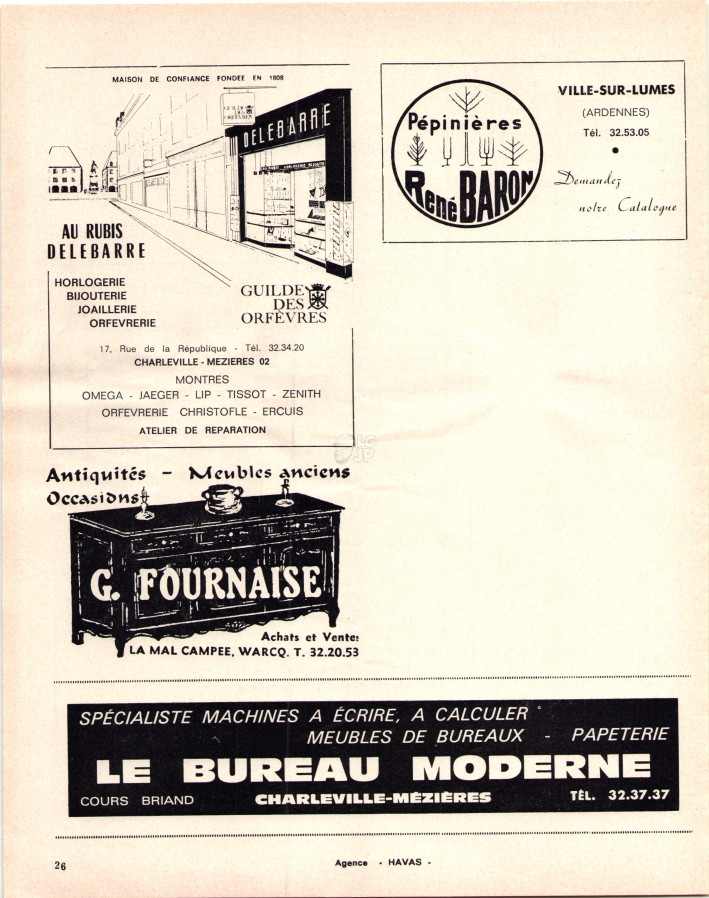 MAISON DE CONFIANCE FONDEE EN 1808
GUILDE
DES
ORFÈVRES
DELEBARRE
AU RUBIS
DELEBARRE
HORLOGERIE
BIJOUTERIE
JOAILLERIE
ORFEVRERIE
GUILDE
DES
ORFÈVRES
17, Rue de la République - Tél. 32.34.20
CHARLEVILLE - MEZIERES 02
MONTRES
OMEGA - JAEGER - LIP - TISSOT - ZENITH
ORFEVRERIE CHRISTOFLE - ERCUIS
ATELIER DE REPARATION
Antiquités - Meubles anciens
Occasions
G. FOURNAISE
Achats et Ventes
LA MAL CAMPEE, WARCQ. T. 32.20.53
Pépinières
René BARON
VILLE-SUR-LUMES
(ARDENNES)
Tél. 32.53.05
Demandez
notre Catalogue
SPÉCIALISTE MACHINES A ÉCRIRE, A CALCULER
MEUBLES DE BUREAUX - PAPETERIE
LE BUREAU MODERNE
COURS BRIAND CHARLEVILLE-MÉZIÈRES TÉL. 32.37.37
26
Agence - HAVAS -